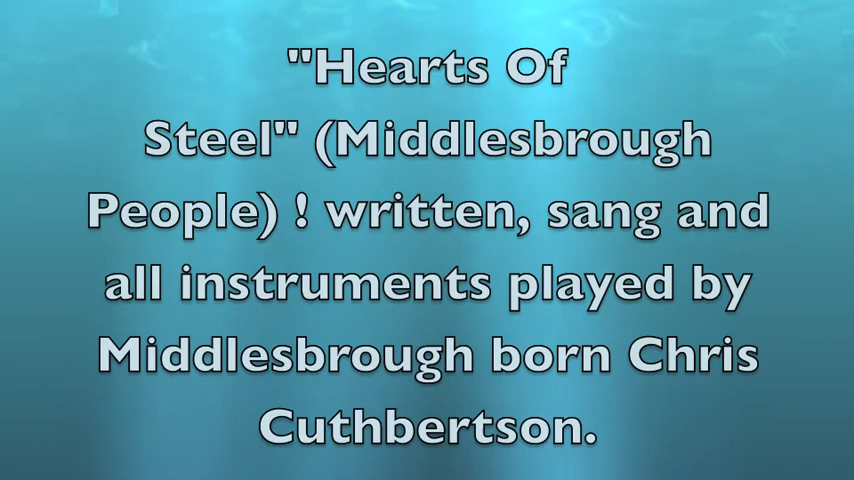 "Hearts Of
Steel" (Middlesbrough
People) ! written, sang and
all instruments played by
Middlesbrough born Chris
Cuthbertson.